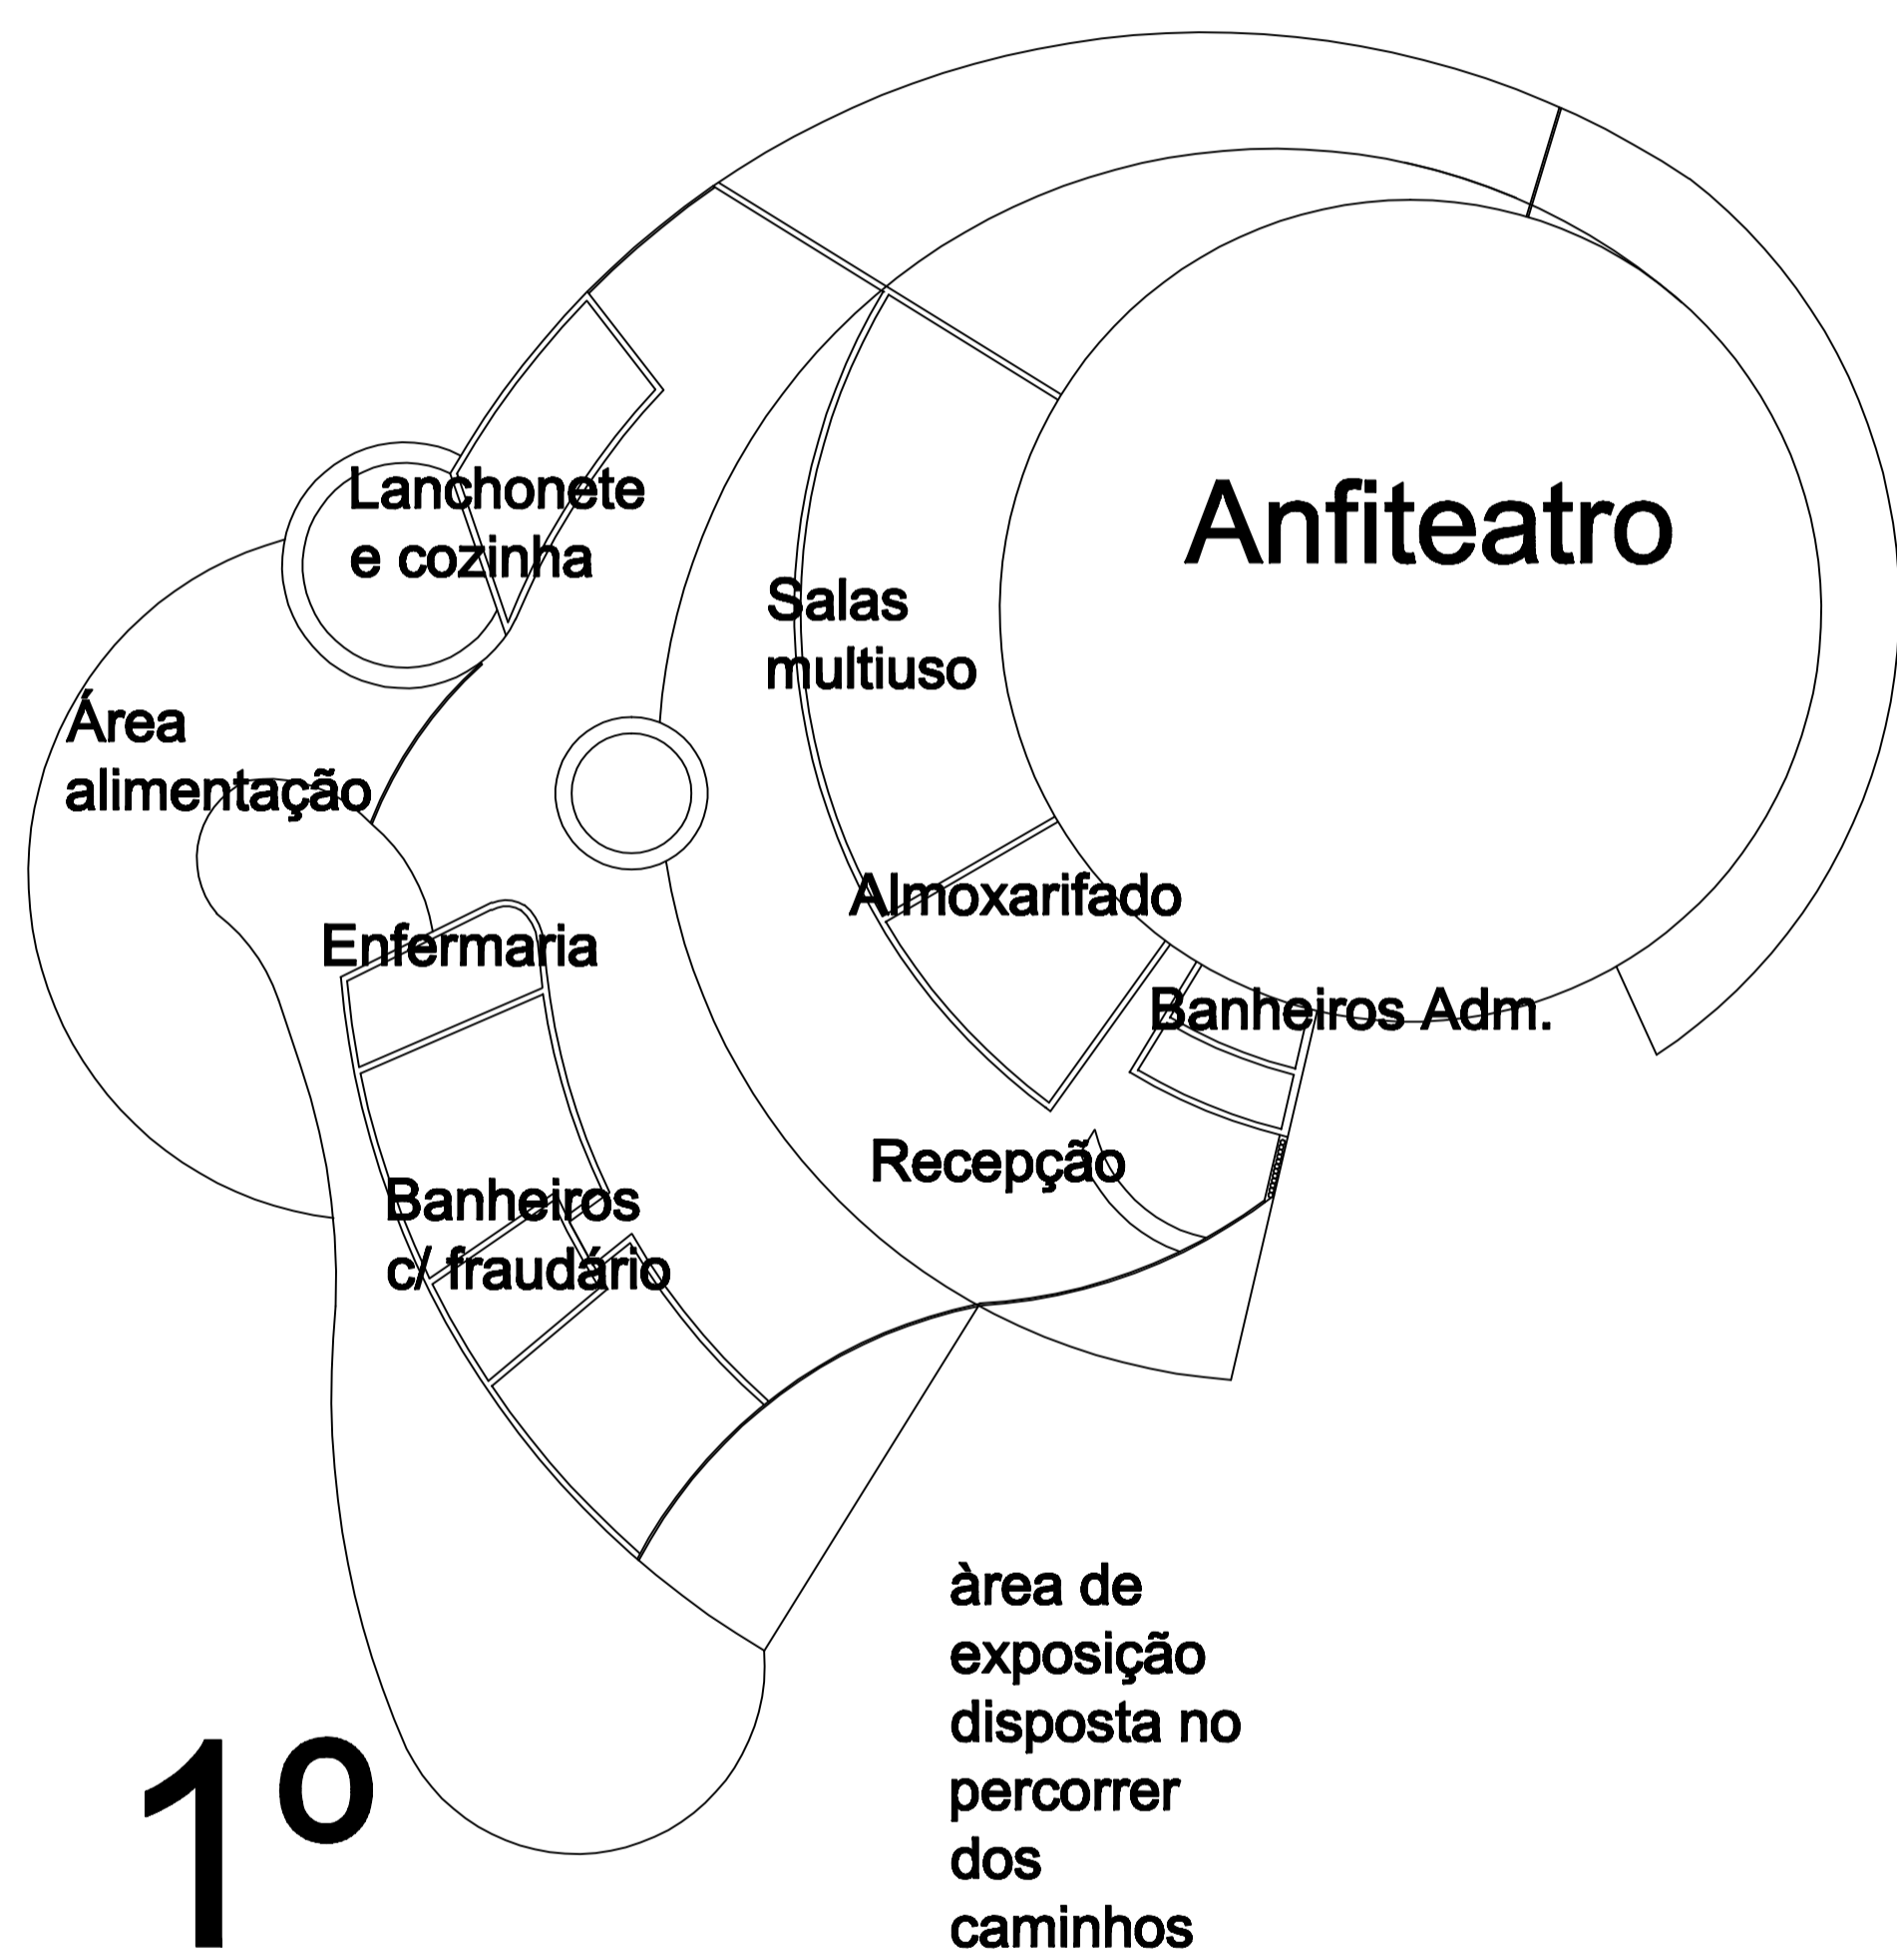 Anfiteatro
Lanchonete
e cozinha
Salas
multiuso
Área
alimentação
Almoxarifado
Enfermaria
Banheiros Adm.
Recepção
Banheiros
c/ fraudário
àrea de
exposição
disposta no
percorrer
dos
caminhos
1º